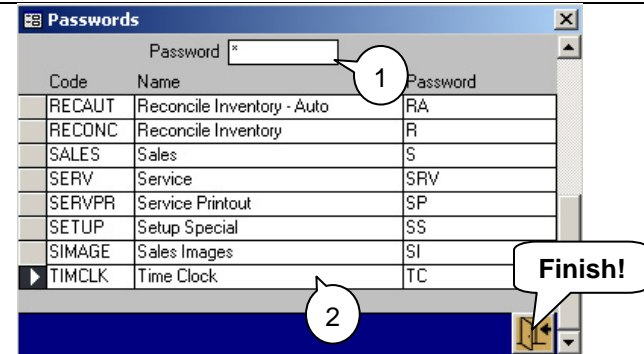 Passwords
Password *
1
Code Name Password
RECAUT Reconcile Inventory - Auto RA
RECONC Reconcile Inventory R
SALES Sales S
SERV Service SRV
SERVPR Service Printout SP
SETUP Setup Special SS
SIMAGE Sales Images SI
TIMCLK Time Clock TC
Finish!
2